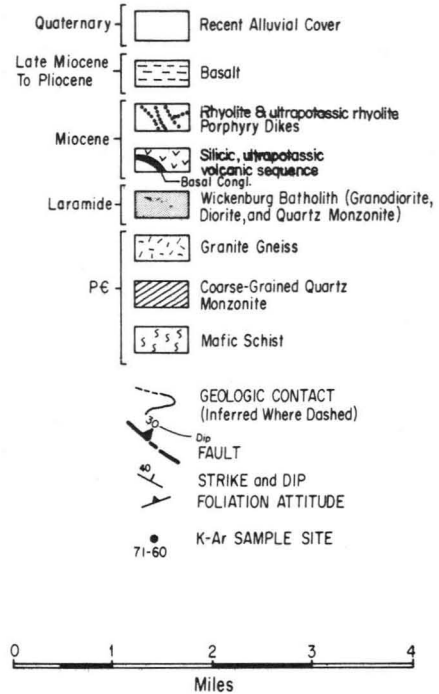 Quaternary
Recent Alluvial Cover
Late Miocene
To Pliocene
Basalt
Miocene
Rhyolite & ultrapotassic rhyolite
Porphyry Dikes
Silicic, ultrapotassic
volcanic sequence
Basal Congl.
Laramide
Wickenburg Batholith (Granodiorite,
Diorite, and Quartz Monzonite)
P€
Granite Gneiss
Coarse-Grained Quartz
Monzonite
Mafic Schist
GEOLOGIC CONTACT
(Inferred Where Dashed)
30
Dip
FAULT
40
STRIKE and DIP
FOLIATION ATTITUDE
71-60
K-Ar SAMPLE SITE
0 1 2 3 4
Miles